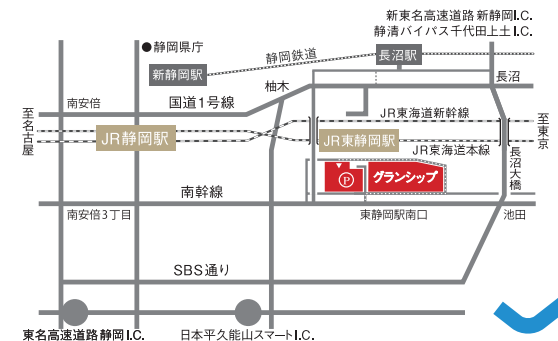 新東名高速道路 新静岡I.C.
静清バイパス千代田上土I.C.
●静岡県庁
静岡鉄道
長沼駅
新静岡駅
柚木
長沼
南安倍
国道1号線
JR東海道新幹線
至名古屋
JR静岡駅
JR東静岡駅
至東京
JR東海道本線
長沼大橋
P
グランシップ
南幹線
南安倍3丁目
東静岡駅南口
池田
SBS通り
東名高速道路静岡I.C.
日本平久能山スマートI.C.